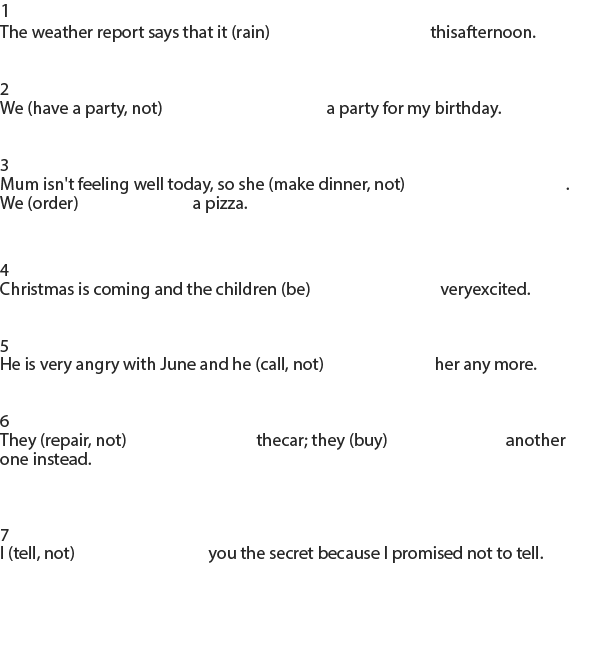 1
The weather report says that it (rain) thisafternoon.
2
We (have a party, not) a party for my birthday.
3
Mum isn't feeling well today, so she (make dinner, not) .
We (order) a pizza.
4
Christmas is coming and the children (be) veryexcited.
5
He is very angry with June and he (call, not) her any more.
6
They (repair, not) thecar; they (buy) another
one instead.
7
I (tell, not) you the secret because I promised not to tell.